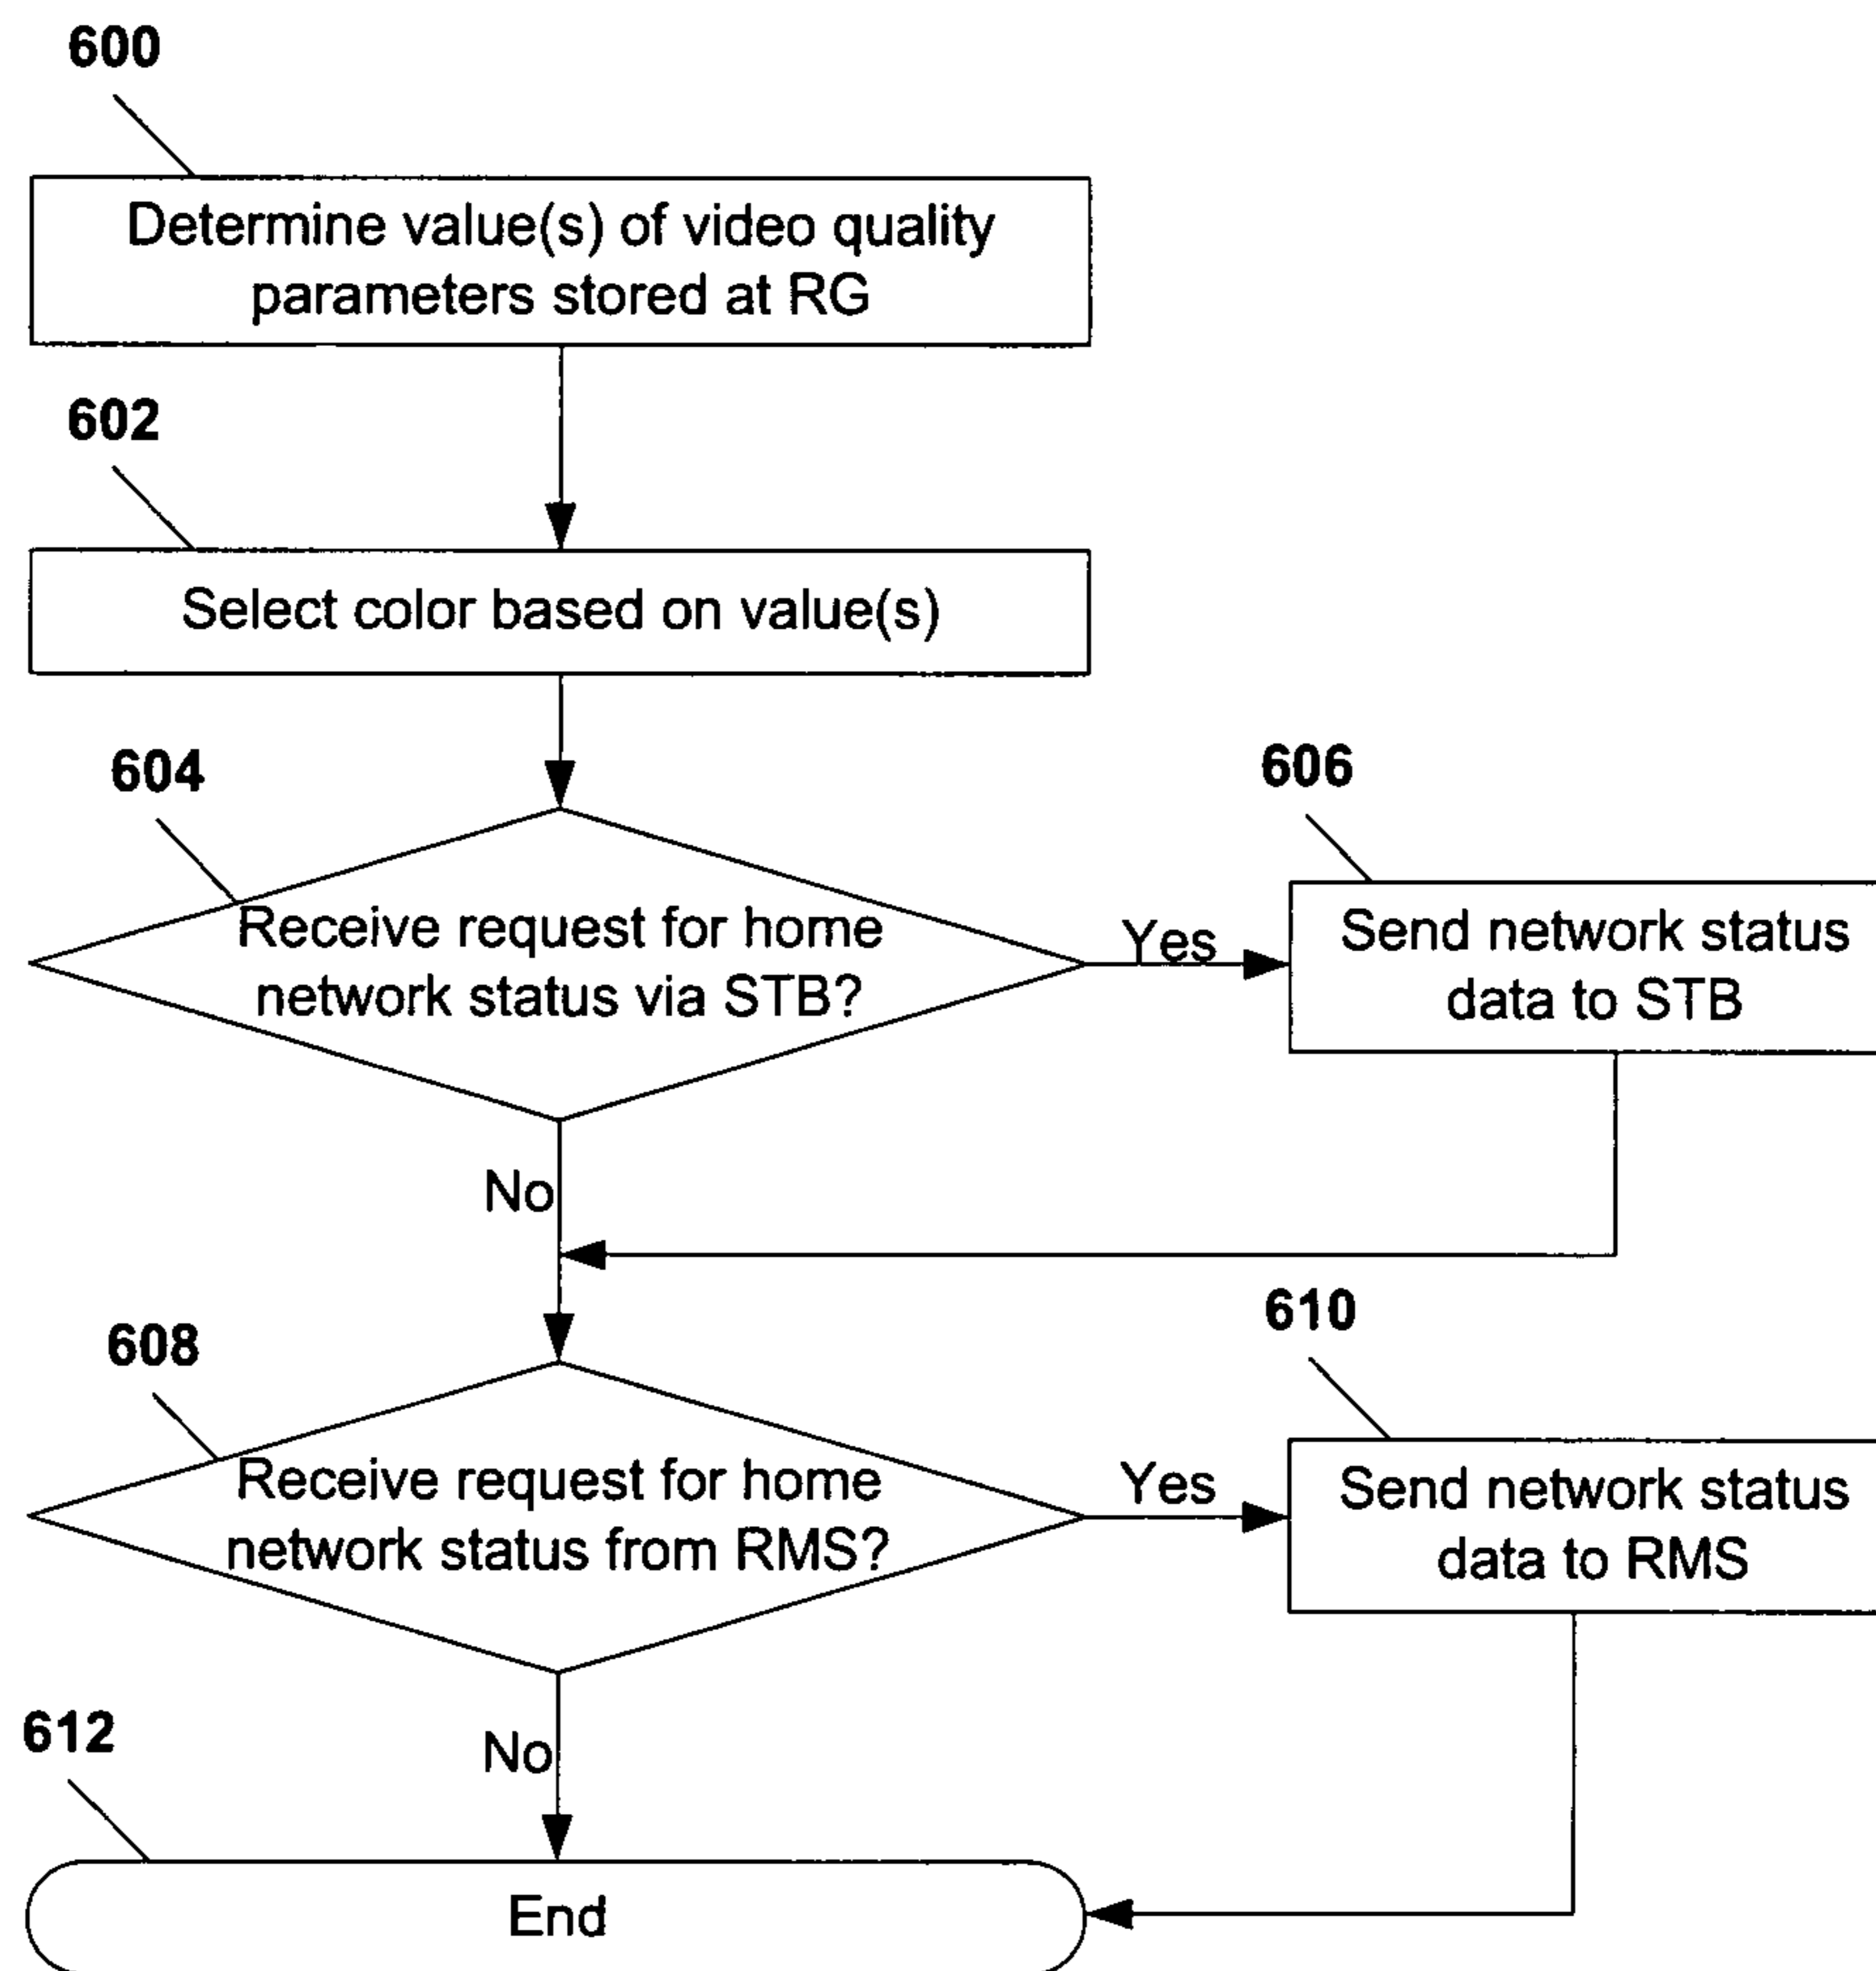 600
Determine value(s) of video quality
parameters stored at RG
602
Select color based on value(s)
604
Receive request for home
network status via STB?
Yes
606
Send network status
data to STB
No
608
Receive request for home
network status from RMS?
Yes
610
Send network status
data to RMS
No
612
End